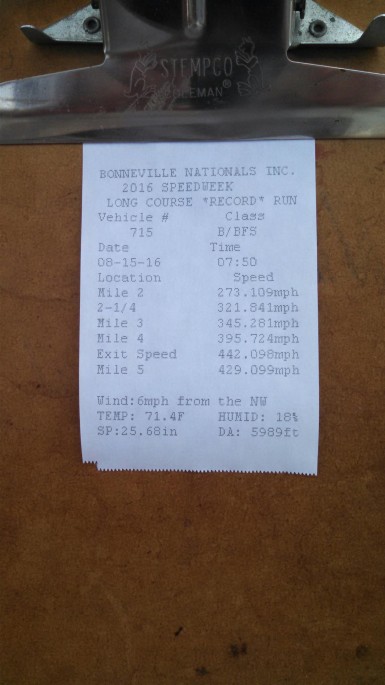 STEMPCO
®
BONNEVILLE NATIONALS INC.
2016 SPEEDWEEK
LONG COURSE *RECORD* RUN
Vehicle # Class
715 B/BFS
Date Time
08-15-16 07:50
Location Speed
Mile 2 273.109mph
2-1/4 321.841mph
Mile 3 345.281mph
Mile 4 395.724mph
Exit Speed 442.098mph
Mile 5 429.099mph
Wind:6mph from the NW
TEMP: 71.4F HUMID: 18%
SP:25.68in DA: 5989ft